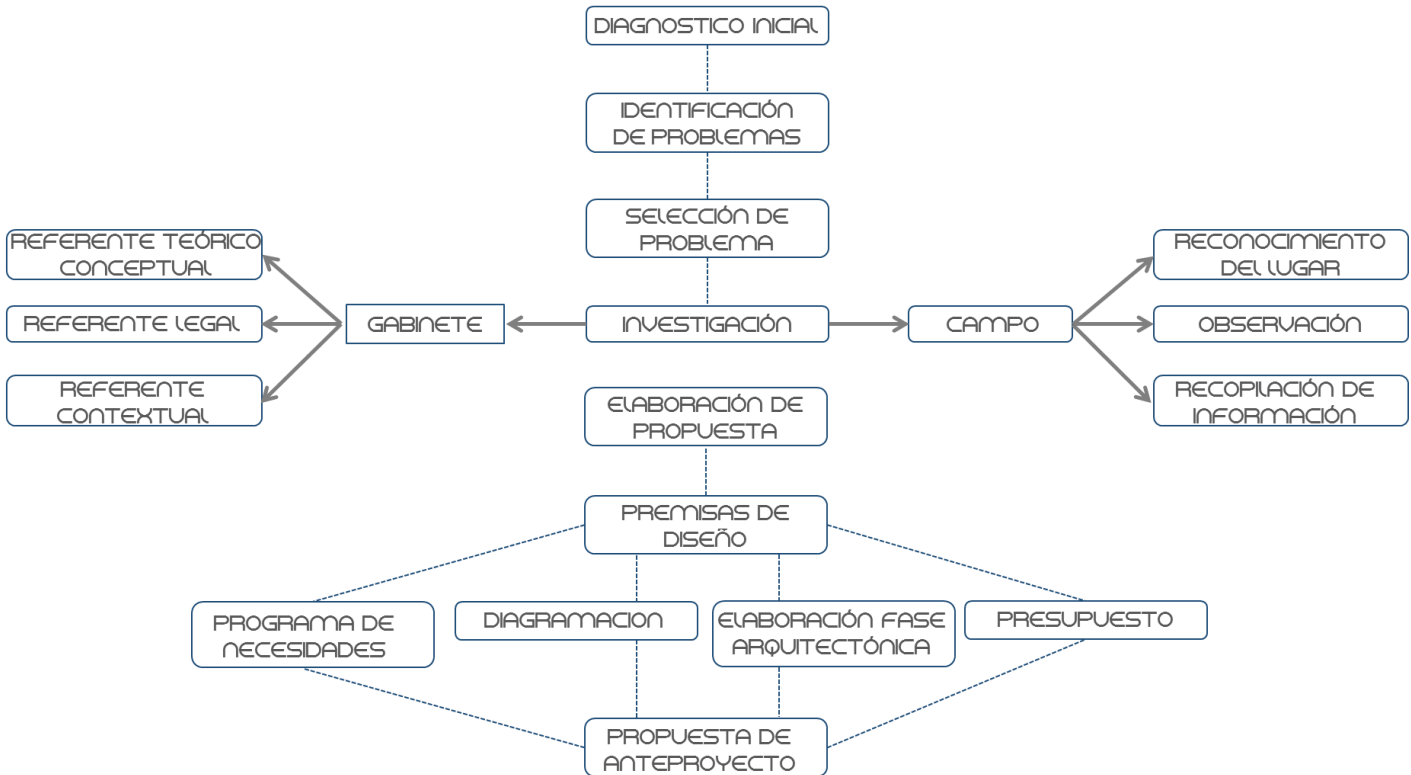 DIAGNOSTICO INICIAL
IDENTIFICACIÓN
DE PROBLEMAS
SELECCIÓN DE
PROBLEMA
REFERENTE TEÓRICO
CONCEPTUAL
REFERENTE LEGAL
REFERENTE
CONTEXTUAL
GABINETE
INVESTIGACIÓN
CAMPO
RECONOCIMIENTO
DEL LUGAR
OBSERVACIÓN
RECOPILACIÓN DE
INFORMACIÓN
ELABORACIÓN DE
PROPUESTA
PREMISAS DE
DISEÑO
PROGRAMA DE
NECESIDADES
DIAGRAMACION
ELABORACIÓN FASE
ARQUITECTÓNICA
PRESUPUESTO
PROPUESTA DE
ANTEPROYECTO